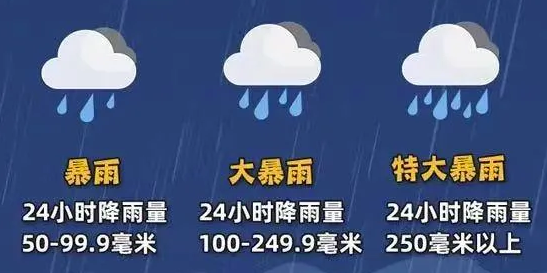 暴雨
24小时降雨量
50-99.9毫米
大暴雨
24小时降雨量
100-249.9毫米
特大暴雨
24小时降雨量
250毫米以上